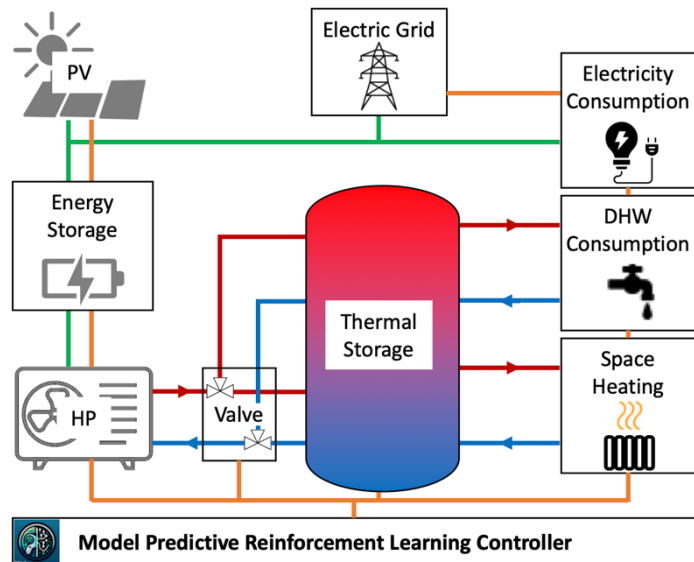 PV
Electric Grid
Electricity
Consumption
Energy
Storage
DHW
Consumption
Thermal
Storage
Space
Heating
HP
Valve
Model Predictive Reinforcement Learning Controller